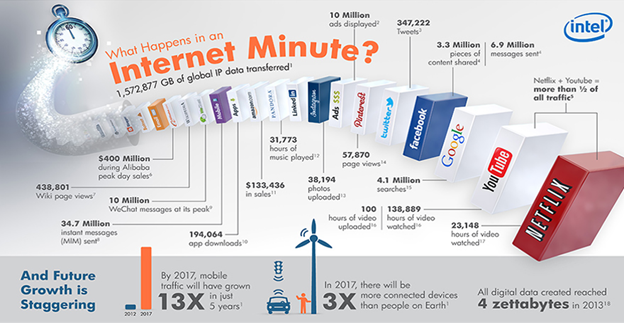 intel
What Happens in an
Internet Minute?
1,572,877 GB of global IP data transferred¹
10 Million
ads displayed²
347,222
Tweets³
3.3 Million
pieces of
content shared⁴
6.9 Million
messages sent⁴
Netflix + Youtube =
more than ½ of
all traffic⁵
$400 Million
during Alibaba
peak day sales⁶
438,801
Wiki page views⁷
10 Million
WeChat messages at its peak⁹
34.7 Million
instant messages
(MIM) sent⁸
194,064
app downloads¹⁰
$133,436
in sales¹¹
31,773
hours of
music played¹²
38,194
photos
uploaded¹³
57,870
page views¹⁴
4.1 Million
searches¹⁵
100
hours of video
uploaded¹⁶
138,889
hours of video
watched¹⁶
23,148
hours of video
watched¹⁷
Mobile
Apps
amazon
PANDORA
LinkedIn
Instagram
Ads $$$
Pinterest
twitter
facebook
Google
YouTube
NETFLIX
And Future
Growth is
Staggering
2012 2017
By 2017, mobile
traffic will have grown
13X in just
5 years¹
In 2017, there will be
3X more connected devices
than people on Earth¹
All digital data created reached
4 zettabytes in 2013¹⁸